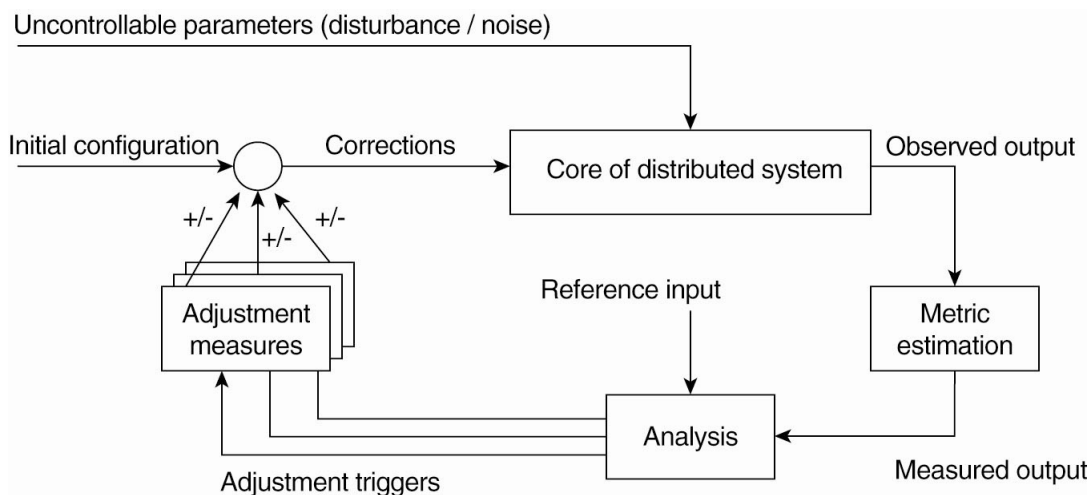 Uncontrollable parameters (disturbance / noise)
Initial configuration
Corrections
Core of distributed system
Observed output
+/-
+/-
+/-
Reference input
Adjustment
measures
Metric
estimation
Analysis
Adjustment triggers
Measured output